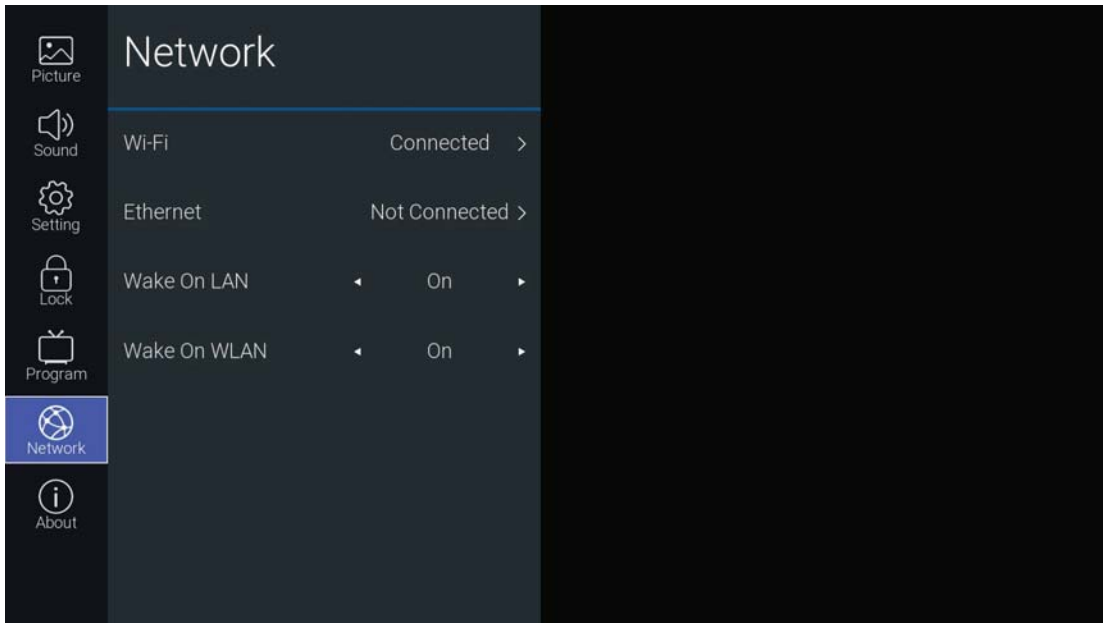 Picture
Sound
Setting
Lock
Program
Network
About
Network
Wi-Fi Connected >
Ethernet Not Connected >
Wake On LAN ◂ On ▸
Wake On WLAN ◂ On ▸